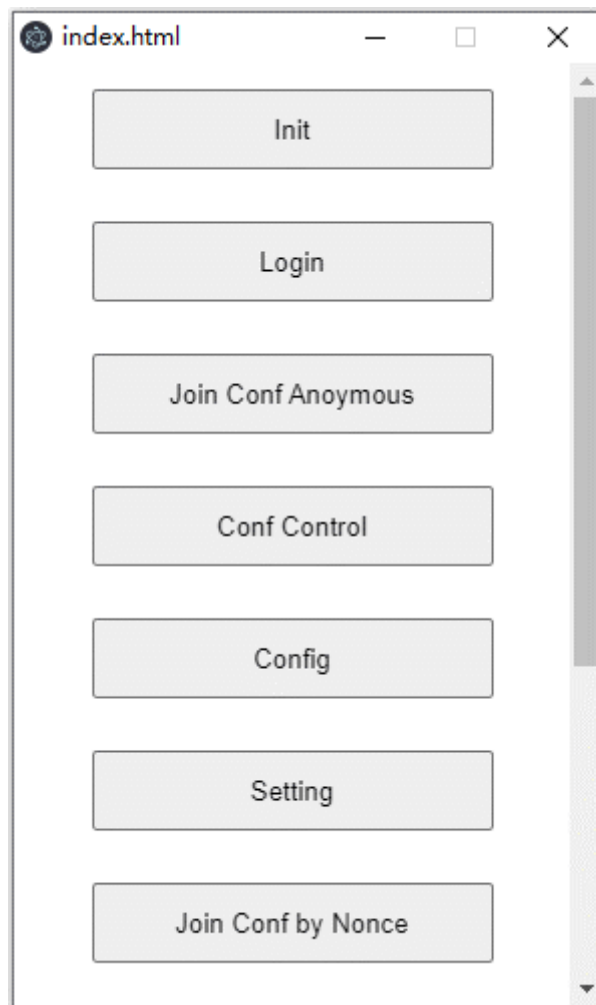 index.html
Init
Login
Join Conf Anoymous
Conf Control
Config
Setting
Join Conf by Nonce